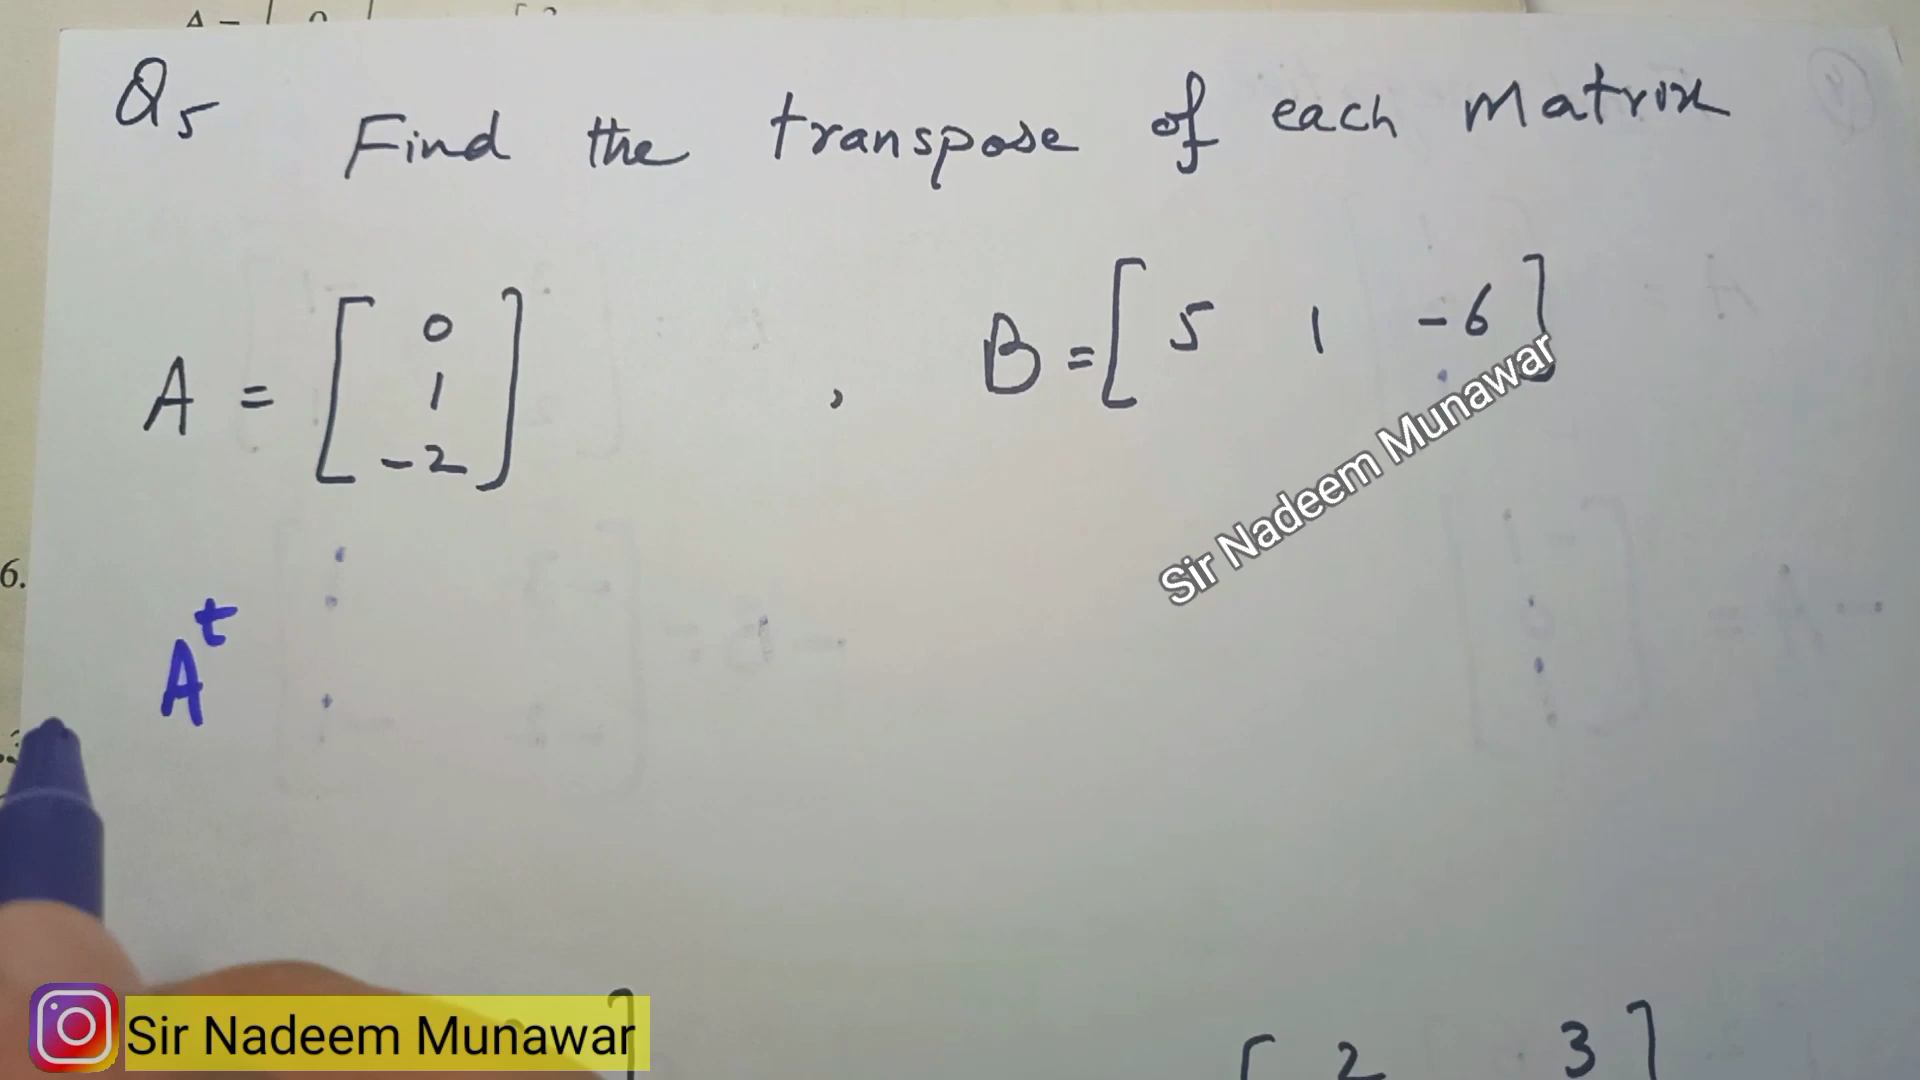 Q5 Find the transpose of each Matrix
A = [ 0 1 -2 ] , B = [ 5 1 -6 ]
Sir Nadeem Munawar
6.
A^t
[ 2 3 ]
Sir Nadeem Munawar